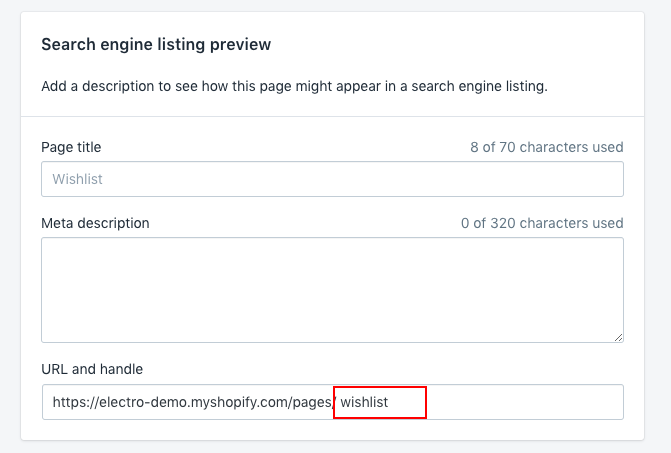 Search engine listing preview
Add a description to see how this page might appear in a search engine listing.
Page title 8 of 70 characters used
Wishlist
Meta description 0 of 320 characters used
URL and handle
https://electro-demo.myshopify.com/pages/ wishlist